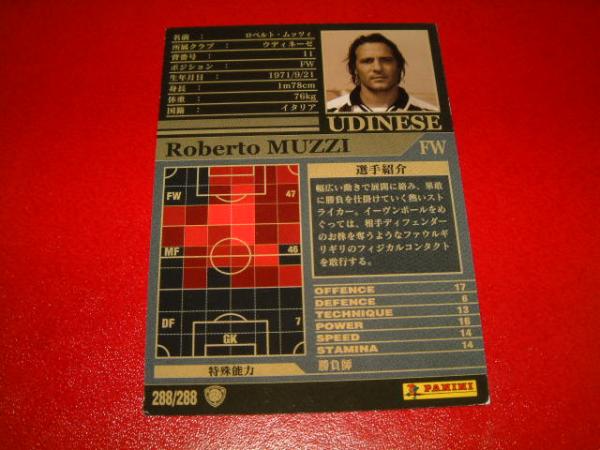 名前 : ロベルト・ムッツィ
所属クラブ : ウディネーゼ
背番号 : 11
ポジション : FW
生年月日 : 1971/9/21
身長 : 1m78cm
体重 : 76kg
国籍 : イタリア
UDINESE
Roberto MUZZI FW
FW 47
MF 46
DF 7
GK
選手紹介
幅広い動きで展開に絡み、果敢
に勝負を仕掛けていく熱いスト
ライカー。イーヴンボールをめ
ぐっては、相手ディフェンダー
のお株を奪うようなファウルギ
リギリのフィジカルコンタクト
を敢行する。
OFFENCE 17
DEFENCE 6
TECHNIQUE 13
POWER 16
SPEED 14
STAMINA 14
特殊能力 勝負師
288/288
PANINI